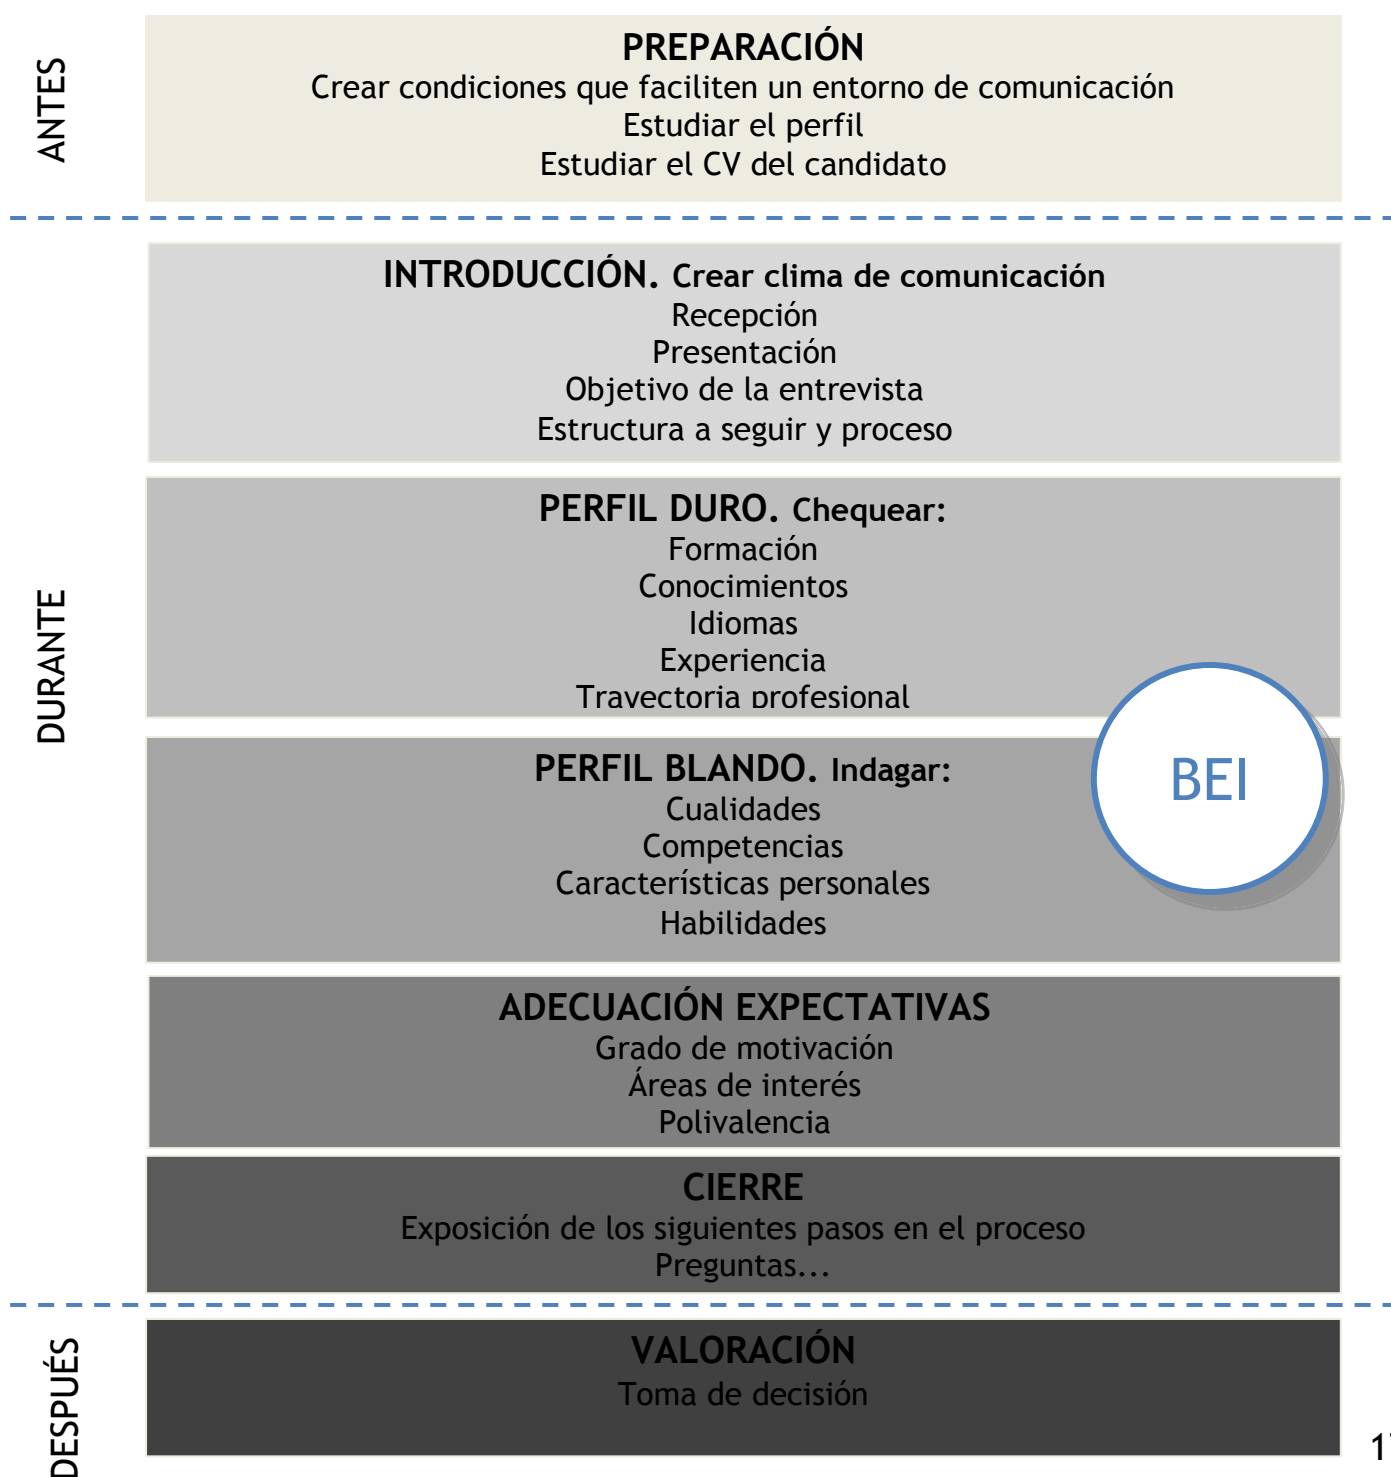 ANTES
PREPARACIÓN
Crear condiciones que faciliten un entorno de comunicación
Estudiar el perfil
Estudiar el CV del candidato
DURANTE
INTRODUCCIÓN. Crear clima de comunicación
Recepción
Presentación
Objetivo de la entrevista
Estructura a seguir y proceso
PERFIL DURO. Chequear:
Formación
Conocimientos
Idiomas
Experiencia
Trayectoria profesional
BEI
PERFIL BLANDO. Indagar:
Cualidades
Competencias
Características personales
Habilidades
ADECUACIÓN EXPECTATIVAS
Grado de motivación
Áreas de interés
Polivalencia
CIERRE
Exposición de los siguientes pasos en el proceso
Preguntas...
DESPUÉS
VALORACIÓN
Toma de decisión